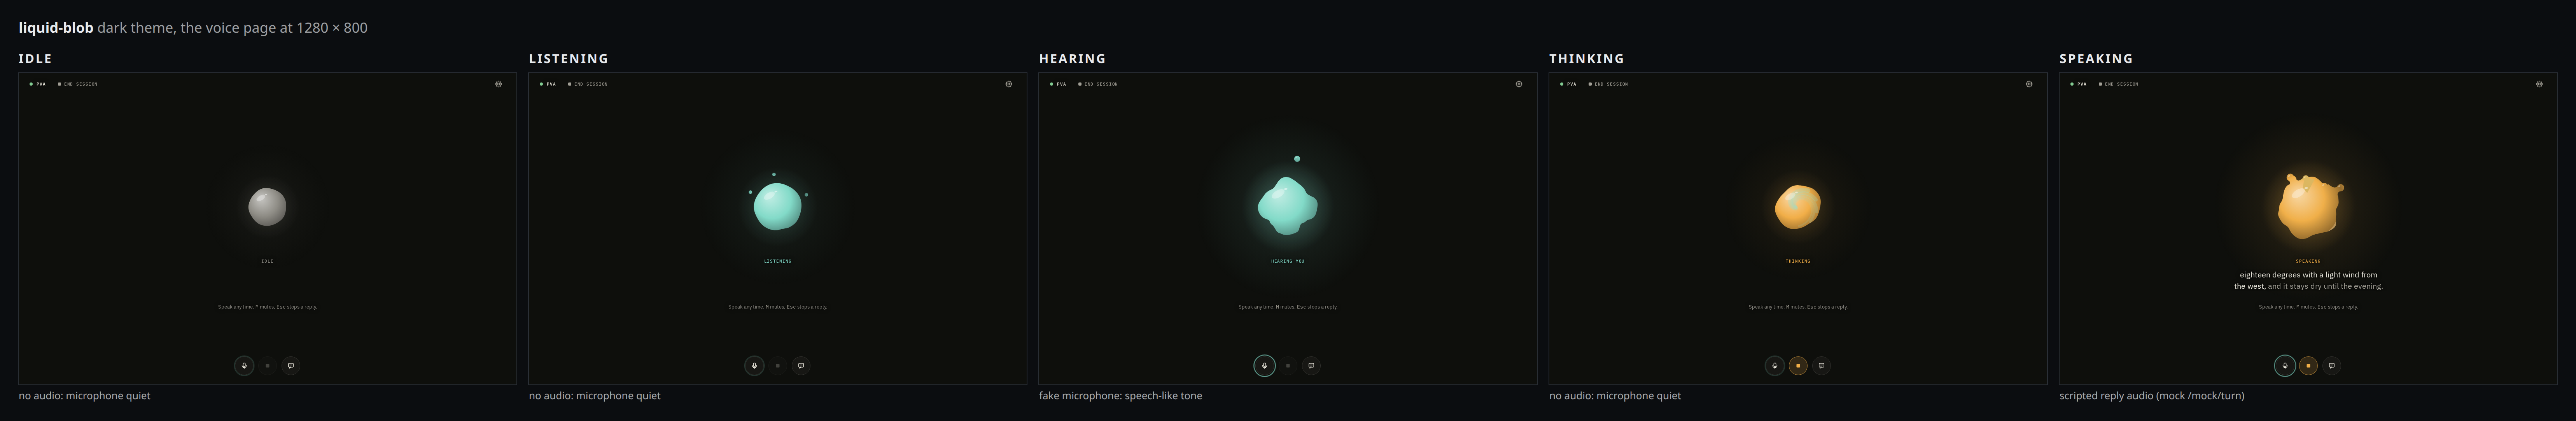 liquid-blob dark theme, the voice page at 1280 × 800
IDLE
PVA END SESSION
IDLE
Speak any time. M mutes, Esc stops a reply.
no audio: microphone quiet
LISTENING
PVA END SESSION
LISTENING
Speak any time. M mutes, Esc stops a reply.
no audio: microphone quiet
HEARING
PVA END SESSION
HEARING YOU
Speak any time. M mutes, Esc stops a reply.
fake microphone: speech-like tone
THINKING
PVA END SESSION
THINKING
Speak any time. M mutes, Esc stops a reply.
no audio: microphone quiet
SPEAKING
PVA END SESSION
SPEAKING
eighteen degrees with a light wind from
the west, and it stays dry until the evening.
Speak any time. M mutes, Esc stops a reply.
scripted reply audio (mock /mock/turn)